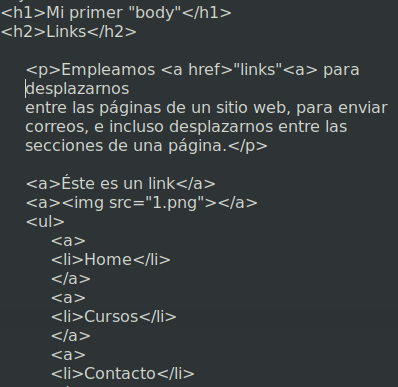 <h1>Mi primer "body"</h1>
<h2>Links</h2>
<p>Empleamos <a href>"links"<a> para
desplazarnos
entre las páginas de un sitio web, para enviar
correos, e incluso desplazarnos entre las
secciones de una página.</p>
<a>Éste es un link</a>
<a><img src="1.png"></a>
<ul>
<a>
<li>Home</li>
</a>
<a>
<li>Cursos</li>
</a>
<a>
<li>Contacto</li>